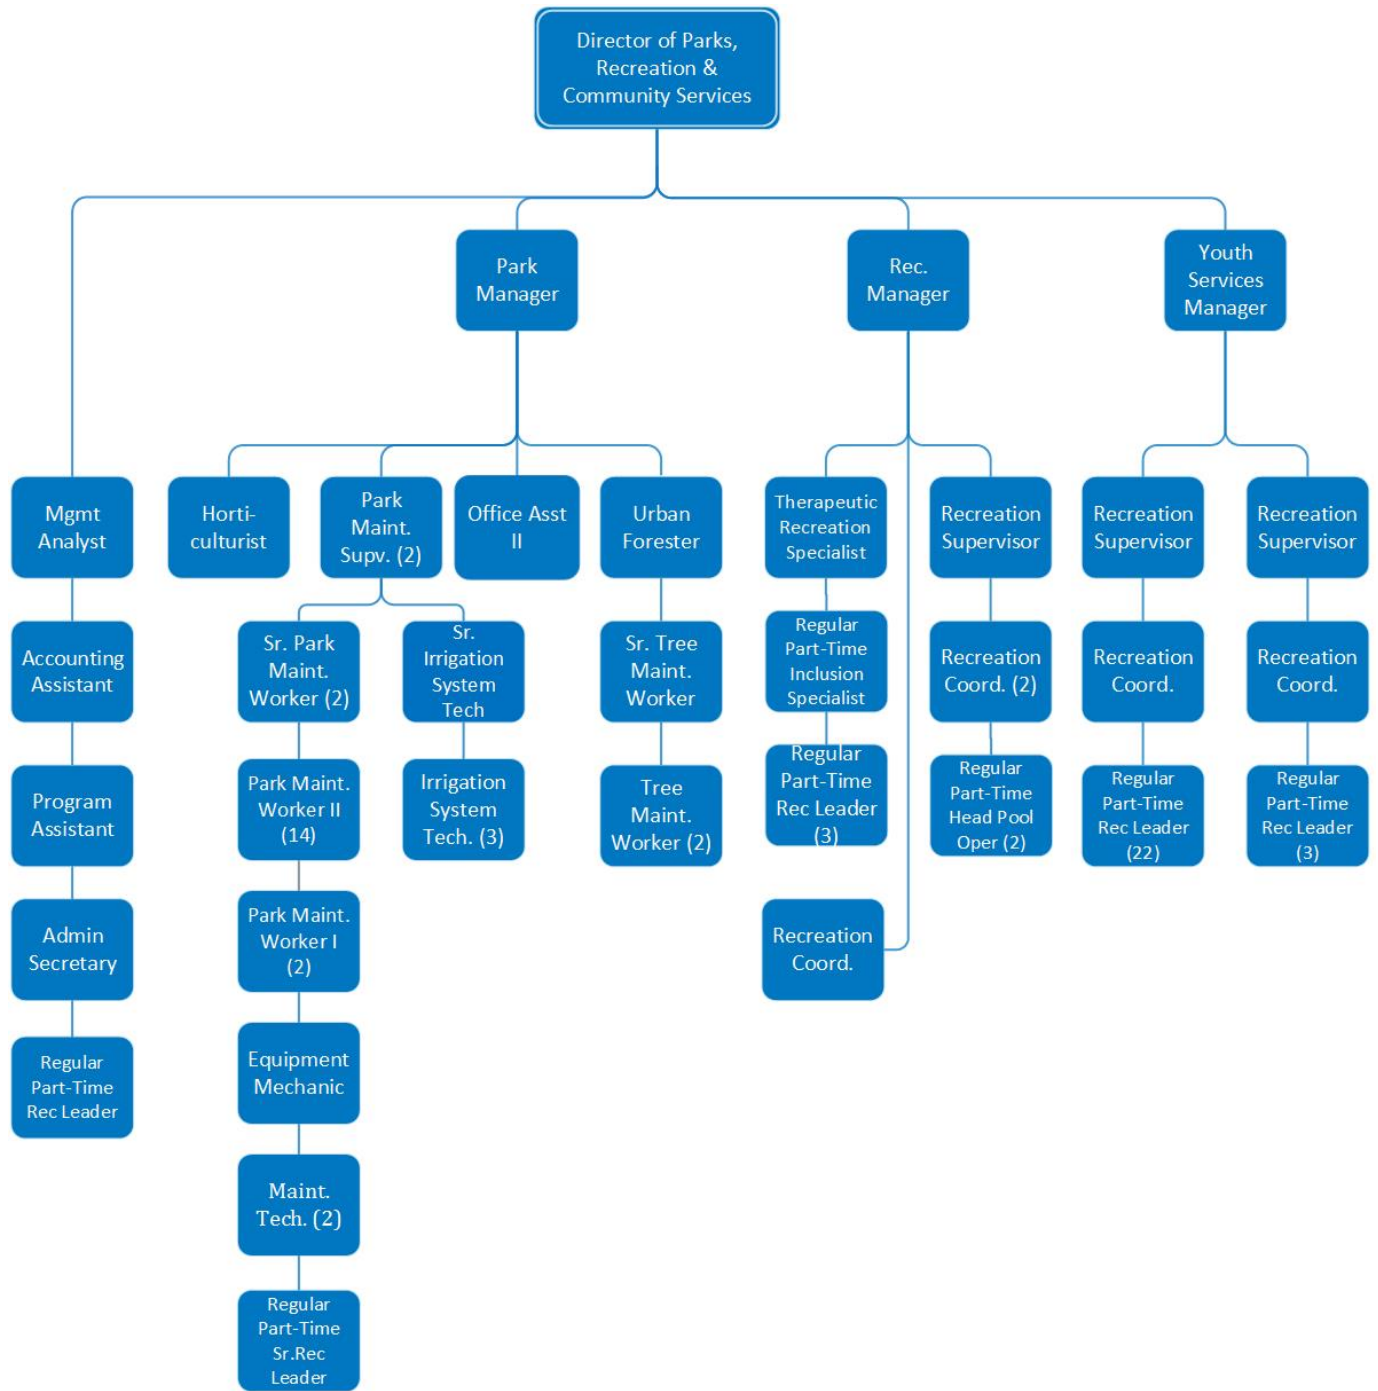 Director of Parks,
Recreation &
Community Services
Park
Manager
Rec.
Manager
Youth
Services
Manager
Mgmt
Analyst
Horti-
culturist
Park
Maint.
Supv. (2)
Office Asst
II
Urban
Forester
Therapeutic
Recreation
Specialist
Recreation
Supervisor
Recreation
Supervisor
Recreation
Supervisor
Accounting
Assistant
Sr. Park
Maint.
Worker (2)
Sr.
Irrigation
System
Tech
Sr. Tree
Maint.
Worker
Regular
Part-Time
Inclusion
Specialist
Recreation
Coord. (2)
Recreation
Coord.
Recreation
Coord.
Program
Assistant
Park Maint.
Worker II
(14)
Irrigation
System
Tech. (3)
Tree
Maint.
Worker (2)
Regular
Part-Time
Rec Leader
(3)
Regular
Part-Time
Head Pool
Oper (2)
Regular
Part-Time
Rec Leader
(22)
Regular
Part-Time
Rec Leader
(3)
Admin
Secretary
Park Maint.
Worker I
(2)
Recreation
Coord.
Regular
Part-Time
Rec Leader
Equipment
Mechanic
Maint.
Tech. (2)
Regular
Part-Time
Sr.Rec
Leader